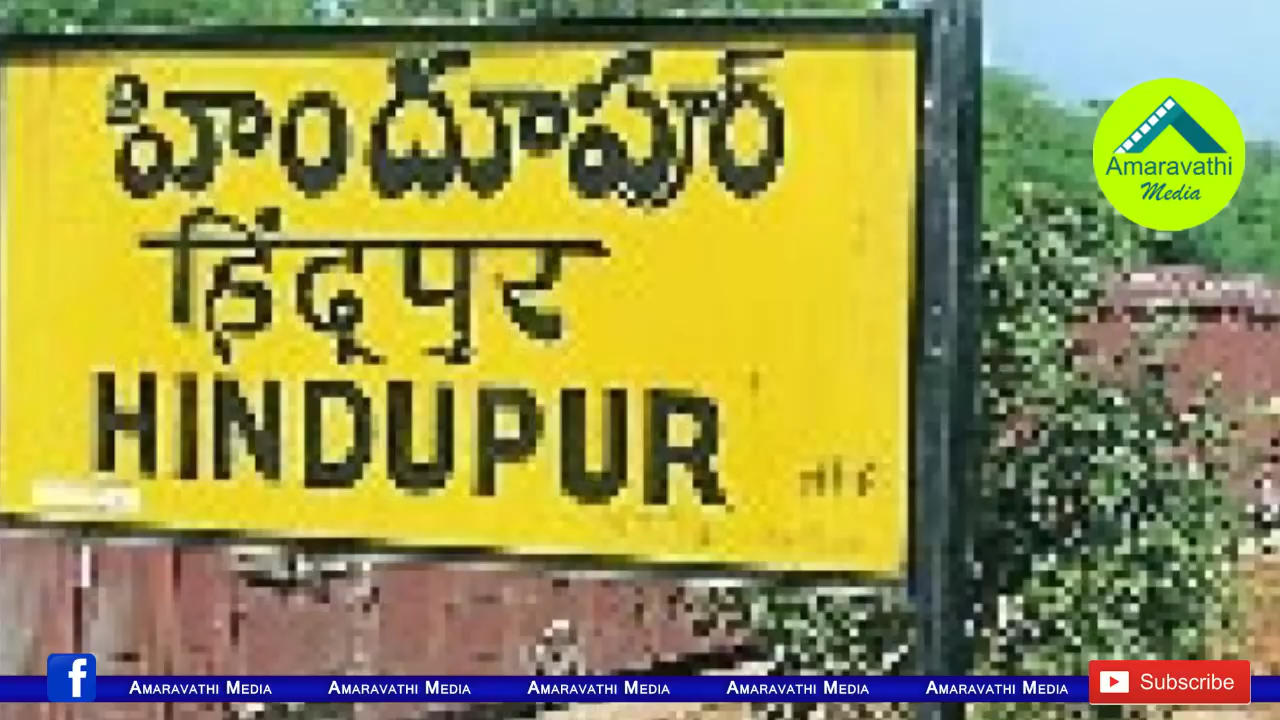 హిందూపూర్
हिंदूपुर
HINDUPUR
Amaravathi
Media
f
AMARAVATHI MEDIA AMARAVATHI MEDIA AMARAVATHI MEDIA AMARAVATHI MEDIA AMARAVATHI MEDIA
Subscribe